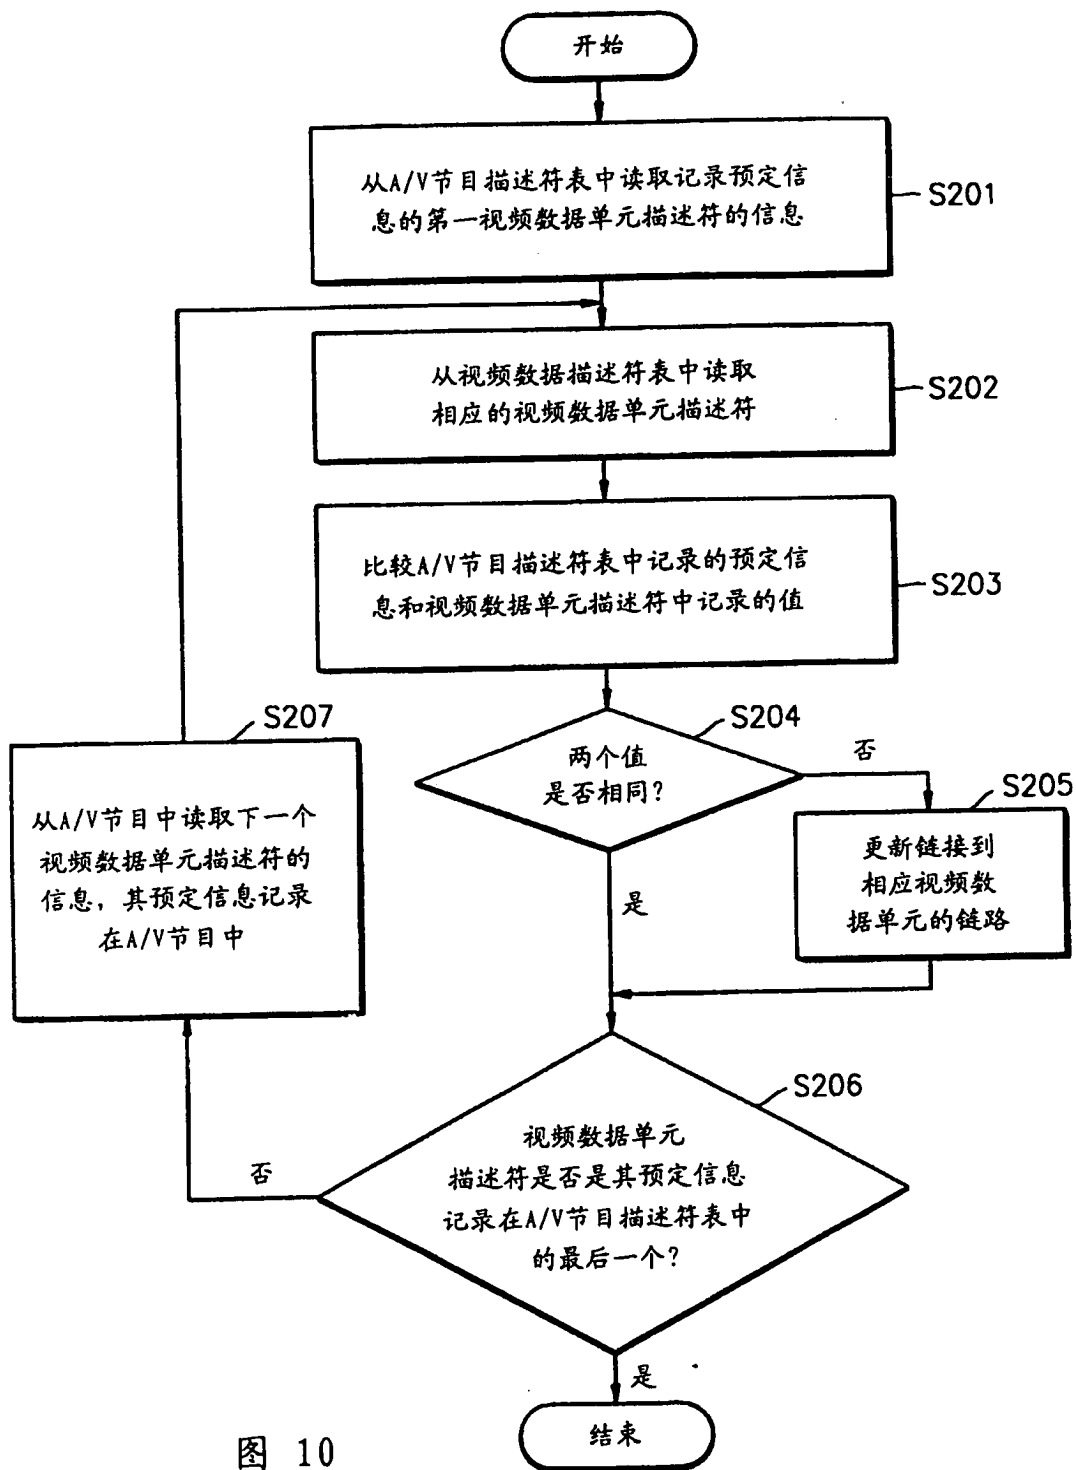 开始
从A/V节目描述符表中读取记录预定信
息的第一视频数据单元描述符的信息
S201
从视频数据描述符表中读取
相应的视频数据单元描述符
S202
比较A/V节目描述符表中记录的预定信
息和视频数据单元描述符中记录的值
S203
S204
两个值
是否相同?
否
是
S205
更新链接到
相应视频数
据单元的链路
S207
从A/V节目中读取下一个
视频数据单元描述符的
信息,其预定信息记录
在A/V节目中
S206
视频数据单元
描述符是否是其预定信息
记录在A/V节目描述符表中
的最后一个?
否
是
结束
图 10